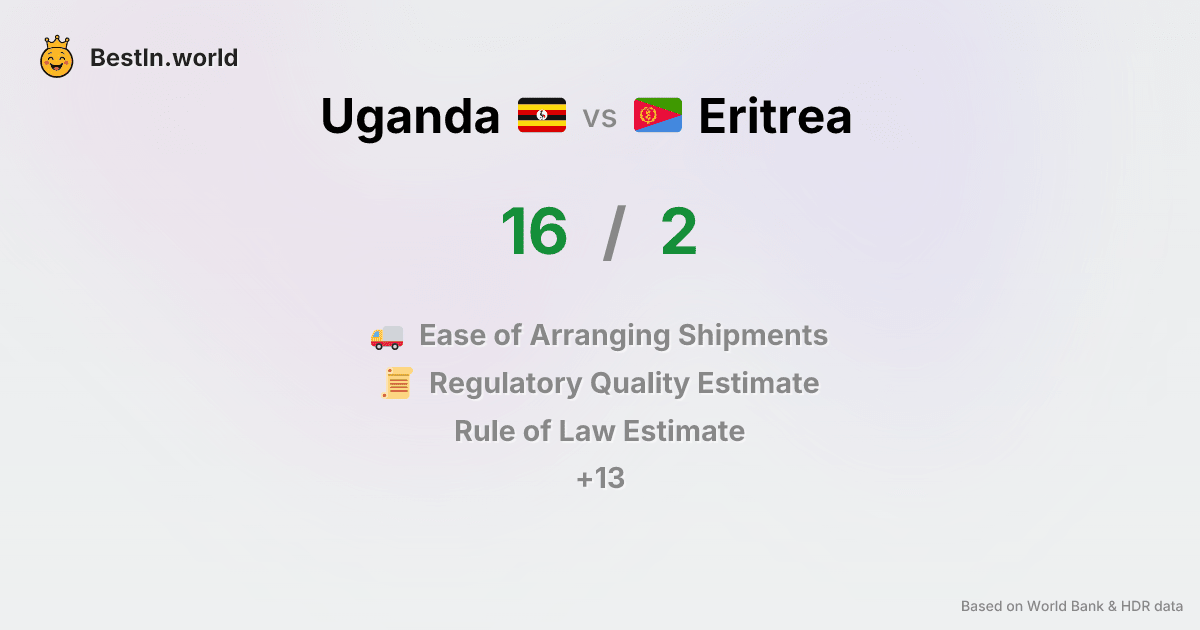 BestIn.world
Uganda vs Eritrea
16 / 2
Ease of Arranging Shipments
Regulatory Quality Estimate
Rule of Law Estimate
+13
Based on World Bank & HDR data